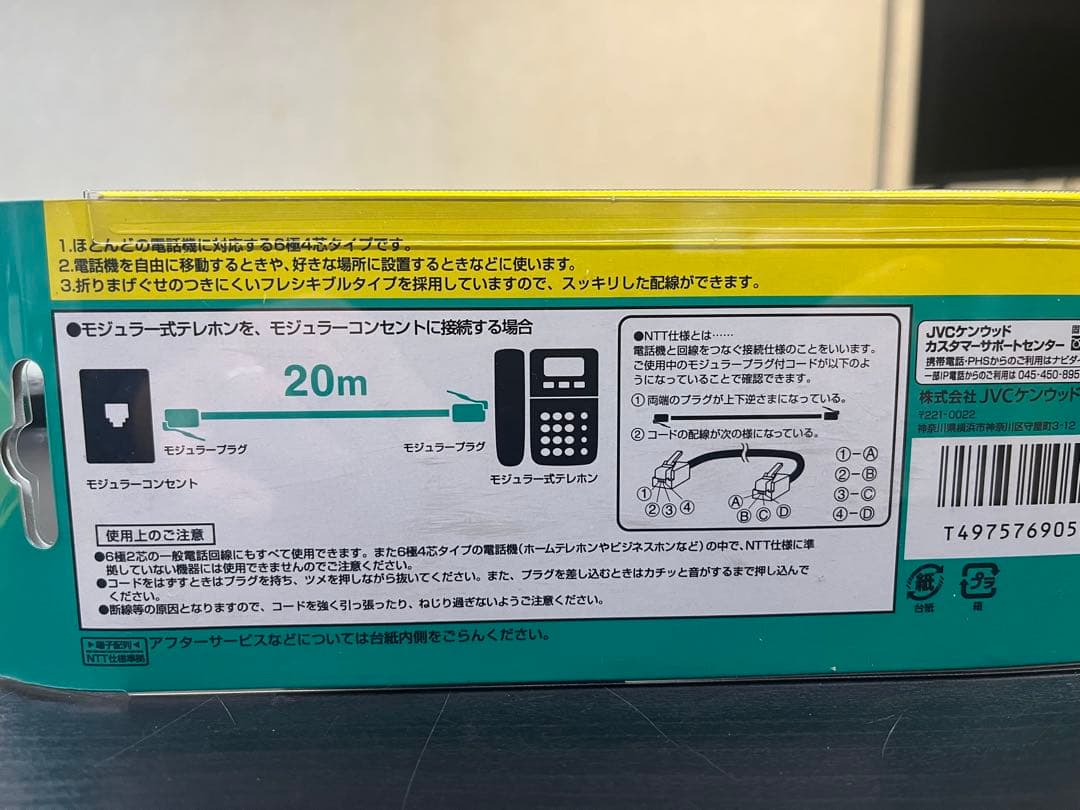 1.ほとんどの電話機に対応する6極4芯タイプです。
2.電話機を自由に移動するときや、好きな場所に設置するときなどに使います。
3.折りまげぐせのつきにくいフレシキブルタイプを採用していますので、スッキリした配線ができます。
●モジュラー式テレホンを、モジュラーコンセントに接続する場合
20m
モジュラープラグ
モジュラープラグ
モジュラーコンセント
モジュラー式テレホン
●NTT仕様とは……
電話機と回線をつなぐ接続仕様のことをいいます。
ご使用中のモジュラープラグ付コードが以下のよ
うになっていることで確認できます。
①両端のプラグが上下逆さまになっている。
②コードの配線が次の様になっている。
① ② ③ ④
Ⓐ Ⓑ Ⓒ Ⓓ
①-Ⓐ
②-Ⓑ
③-Ⓒ
④-Ⓓ
使用上のご注意
●6極2芯の一般電話回線にもすべて使用できます。また6極4芯タイプの電話機(ホームテレホンやビジネスホンなど)の中で、NTT仕様に準
拠していない機器には使用できませんのでご注意ください。
●コードをはずすときはプラグを持ち、ツメを押しながら抜いてください。また、プラグを差し込むときはカチッと音がするまで押し込んで
ください。
●断線等の原因となりますので、コードを強く引っ張ったり、ねじり過ぎないようご注意ください。
電子配列
NTT仕様準拠
アフターサービスなどについては台紙内側をごらんください。
JVCケンウッド
カスタマーサポートセンター
携帯電話・PHSからのご利用はナビダ
一部IP電話からのご利用は 045-450-895
株式会社 JVCケンウッド
〒221-0022
神奈川県横浜市神奈川区守屋町3-12
T497576905
紙
台紙
プラ
箱